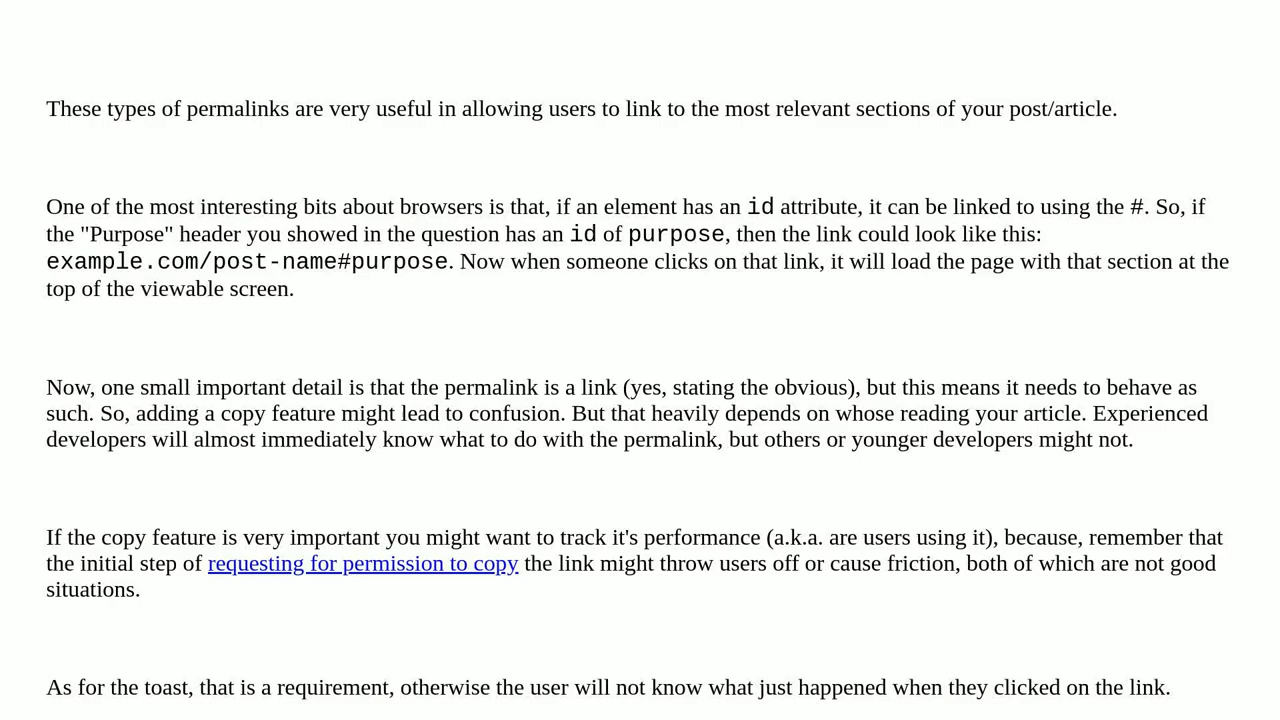 These types of permalinks are very useful in allowing users to link to the most relevant sections of your post/article.
One of the most interesting bits about browsers is that, if an element has an id attribute, it can be linked to using the #. So, if
the "Purpose" header you showed in the question has an id of purpose, then the link could look like this:
example.com/post-name#purpose. Now when someone clicks on that link, it will load the page with that section at the
top of the viewable screen.
Now, one small important detail is that the permalink is a link (yes, stating the obvious), but this means it needs to behave as
such. So, adding a copy feature might lead to confusion. But that heavily depends on whose reading your article. Experienced
developers will almost immediately know what to do with the permalink, but others or younger developers might not.
If the copy feature is very important you might want to track it's performance (a.k.a. are users using it), because, remember that
the initial step of requesting for permission to copy the link might throw users off or cause friction, both of which are not good
situations.
As for the toast, that is a requirement, otherwise the user will not know what just happened when they clicked on the link.